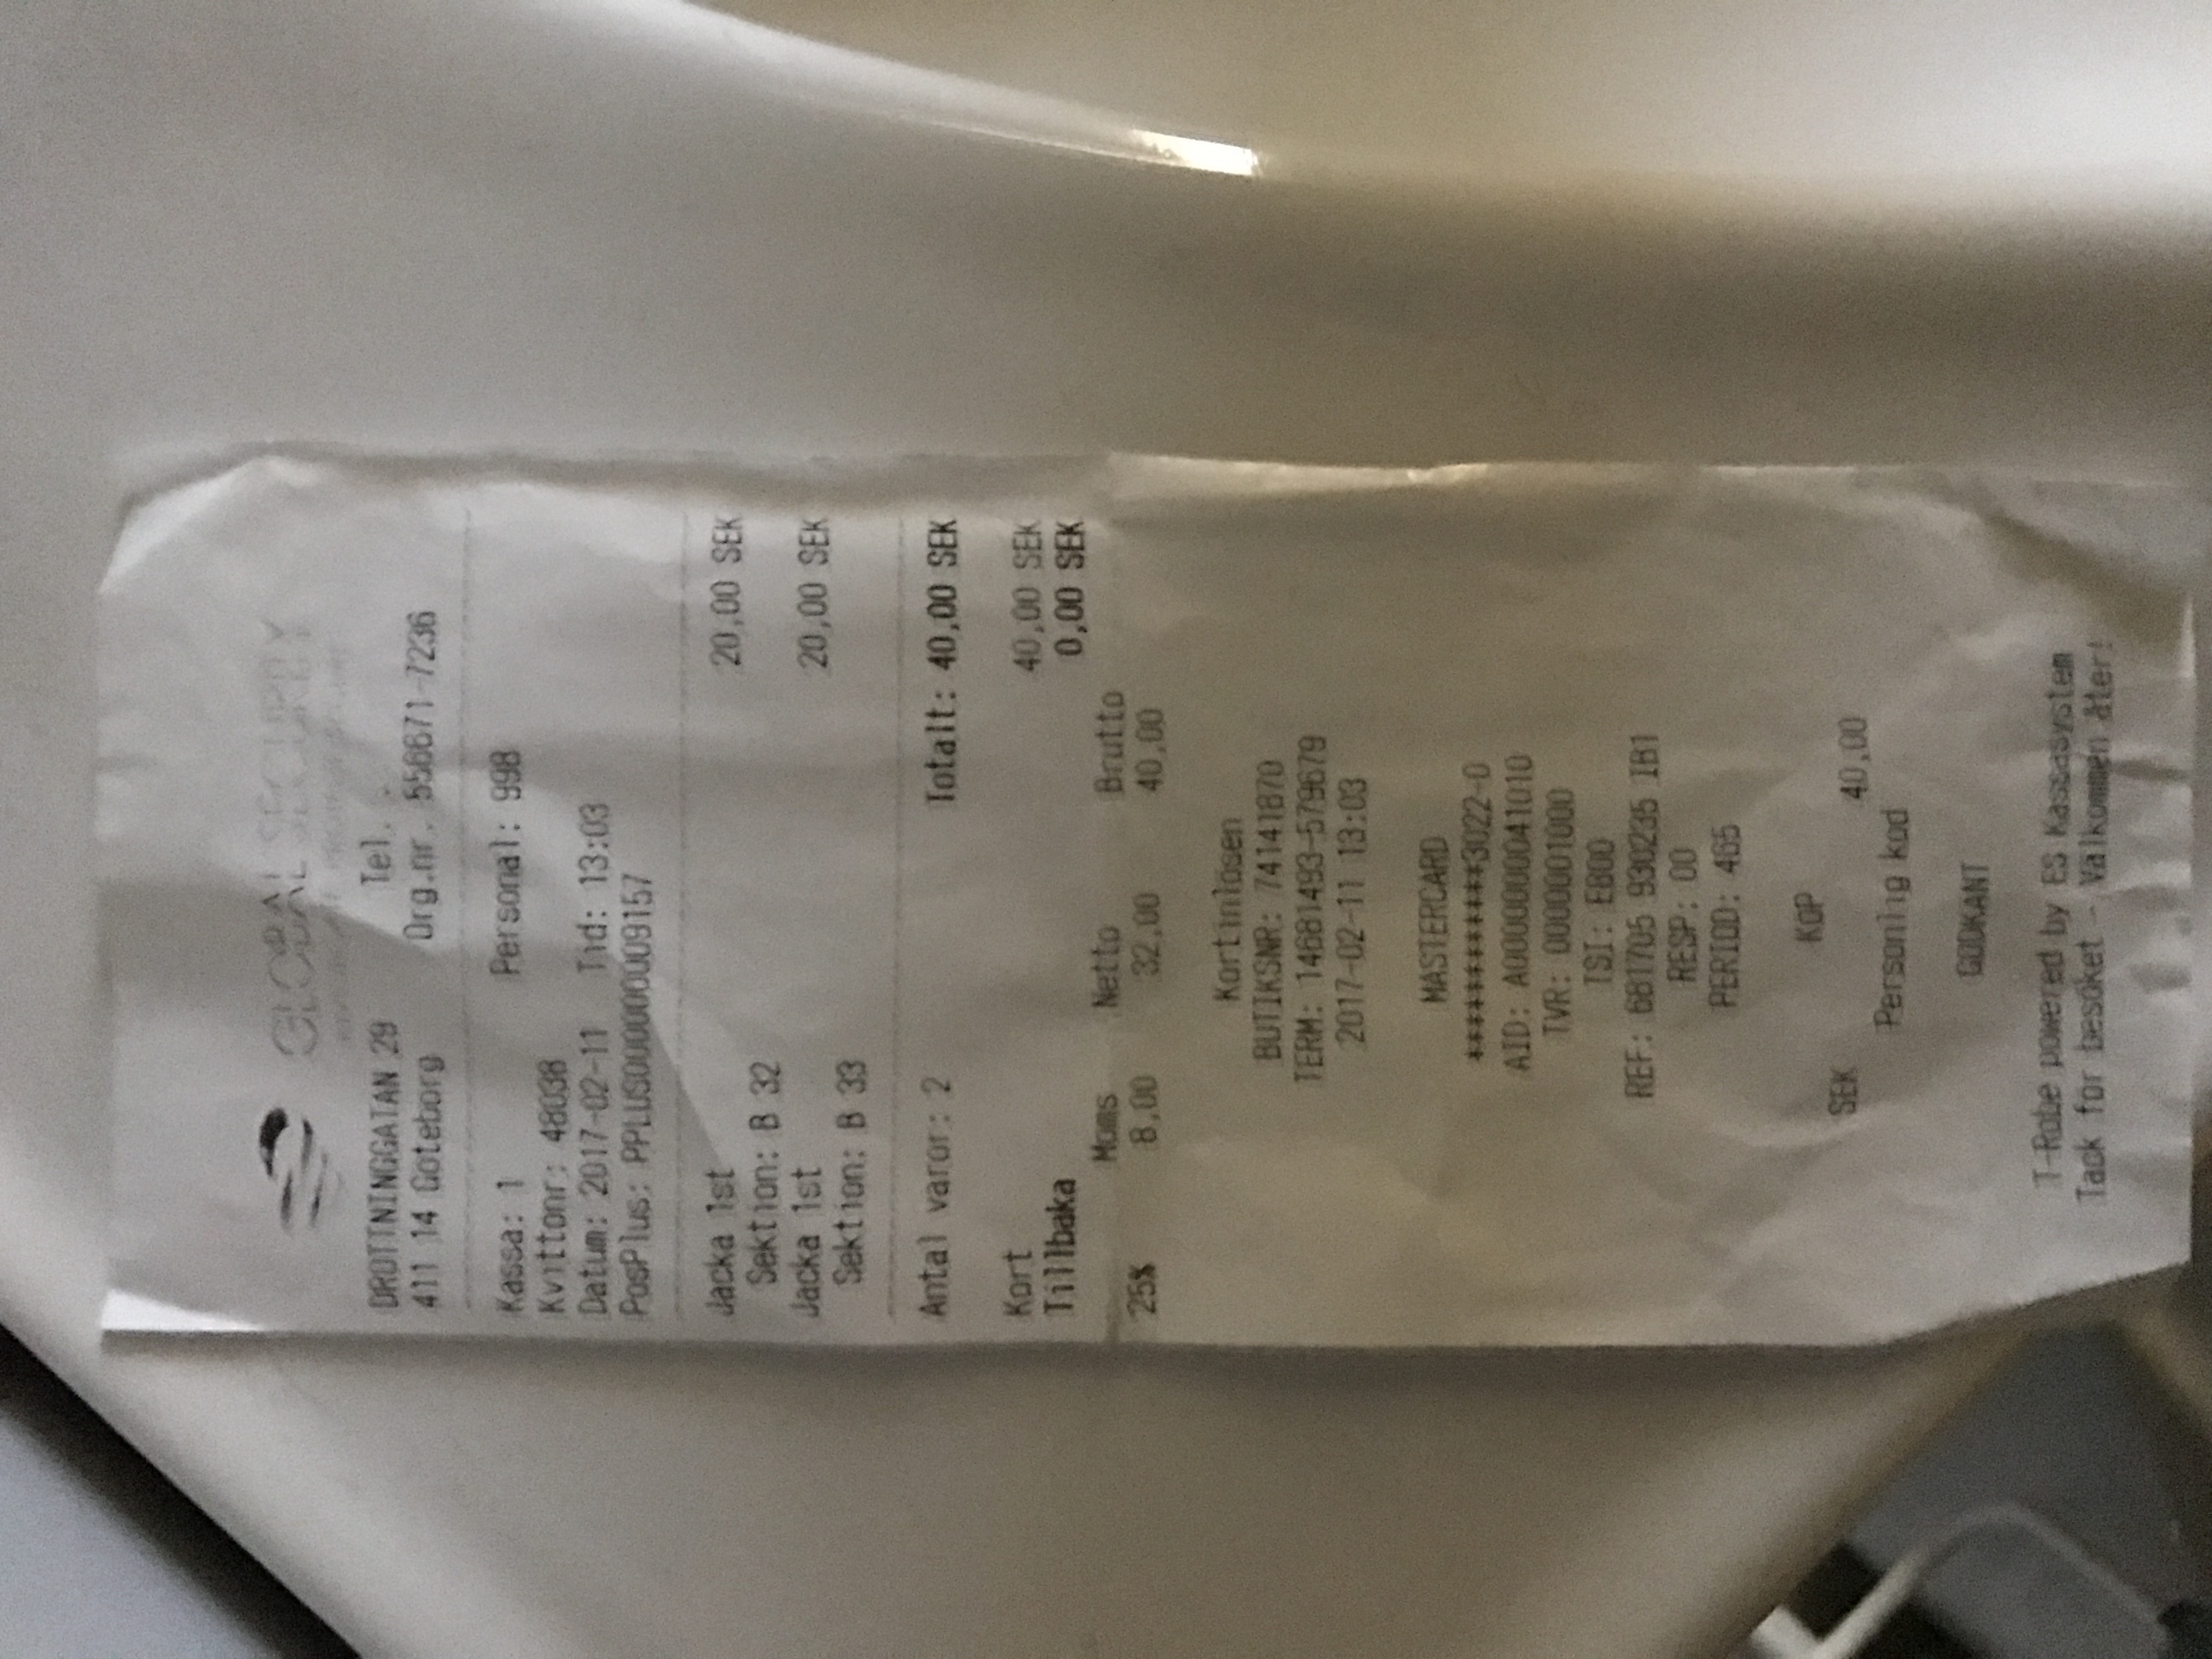 GLOBAL SECURITY
DROTTNINGGATAN 29 Tel. .
411 14 Göteborg Org.nr. 556671-7236
Kassa: 1 Personal: 998
Kvittonr: 48038
Datum: 2017-02-11 Tid: 13:03
PosPlus: PPLUS000000009157
Jacka 1st 20,00 SEK
Sektion: B 32
Jacka 1st 20,00 SEK
Sektion: B 33
Antal varor: 2 Totalt: 40,00 SEK
Kort 40,00 SEK
Tillbaka 0,00 SEK
Moms Netto Brutto
25% 8,00 32,00 40,00
Kortinlösen
BUTIKSNR: 74141870
TERM: 14681493-579679
2017-02-11 13:03
MASTERCARD
************3022-0
AID: A0000000041010
TVR: 0000001000
TSI: E800
REF: 681705 930235 IB1
RESP: 00
PERIOD: 465
KÖP
SEK 40,00
Personlig kod
GODKÄNT
T-Robe powered by ES Kassasystem
Tack för besöket - Välkommen åter!